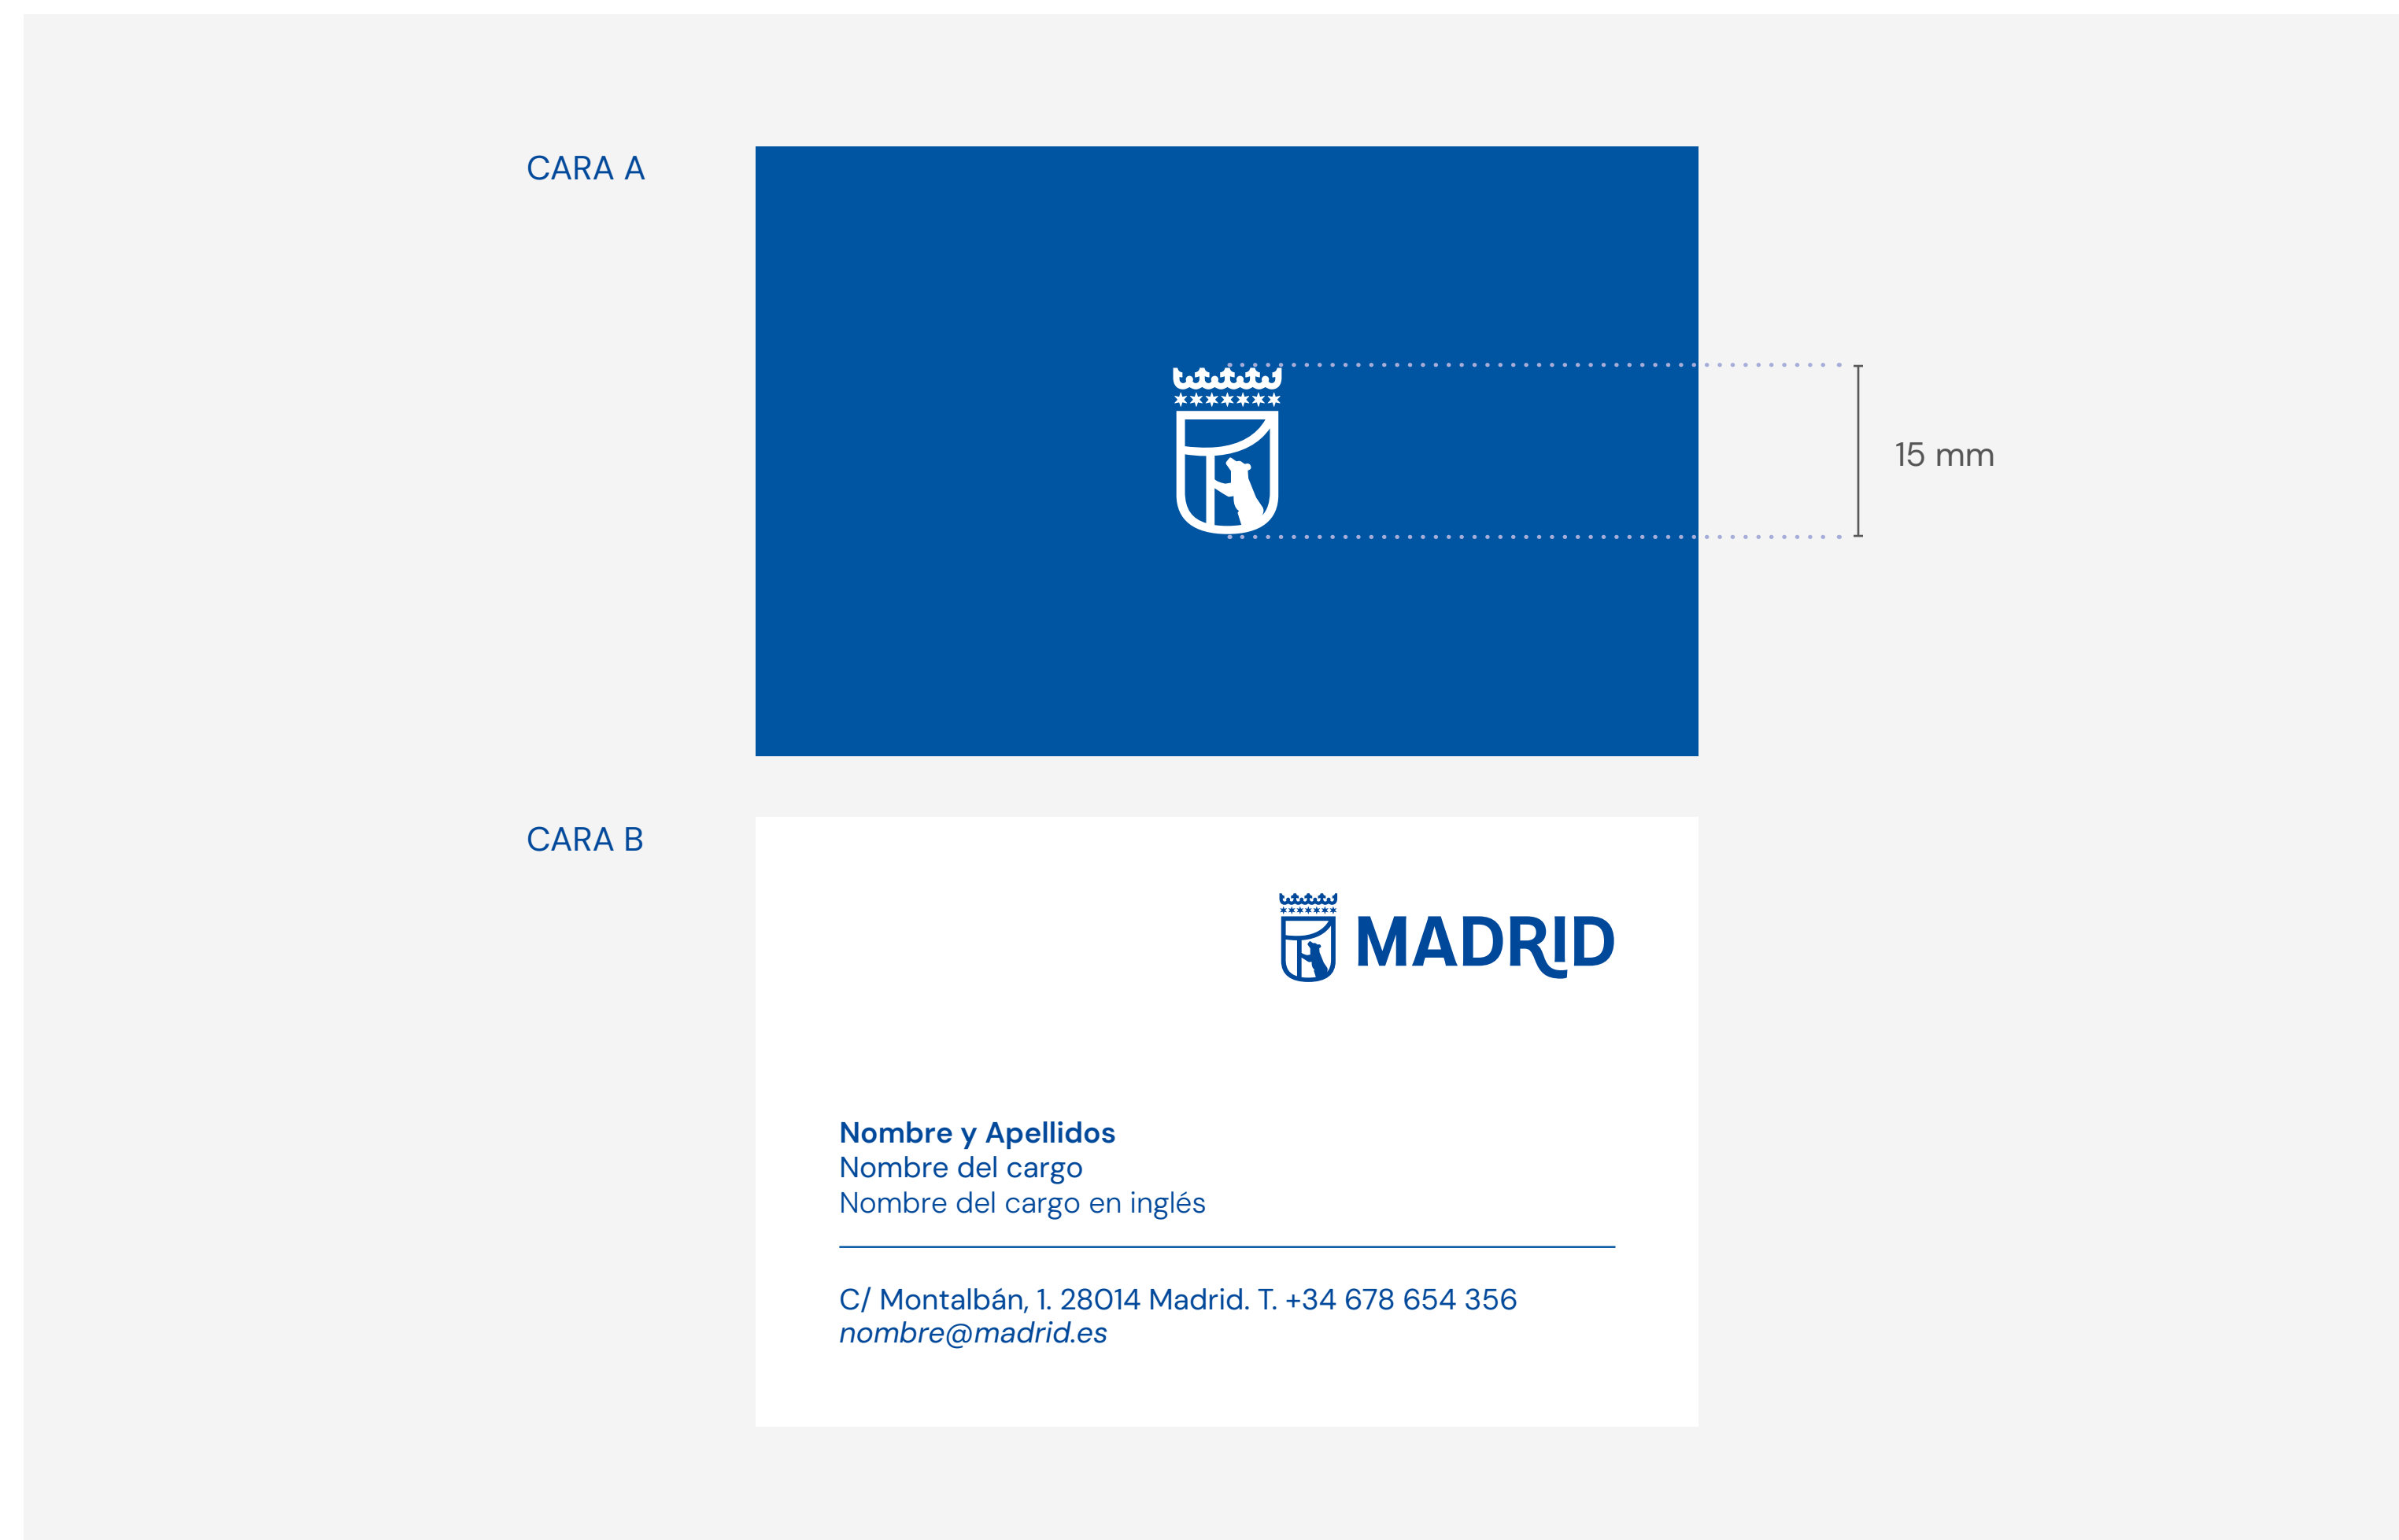 CARA A
15 mm
CARA B
MADRID
Nombre y Apellidos
Nombre del cargo
Nombre del cargo en inglés
C/ Montalbán, 1. 28014 Madrid. T. +34 678 654 356
nombre@madrid.es